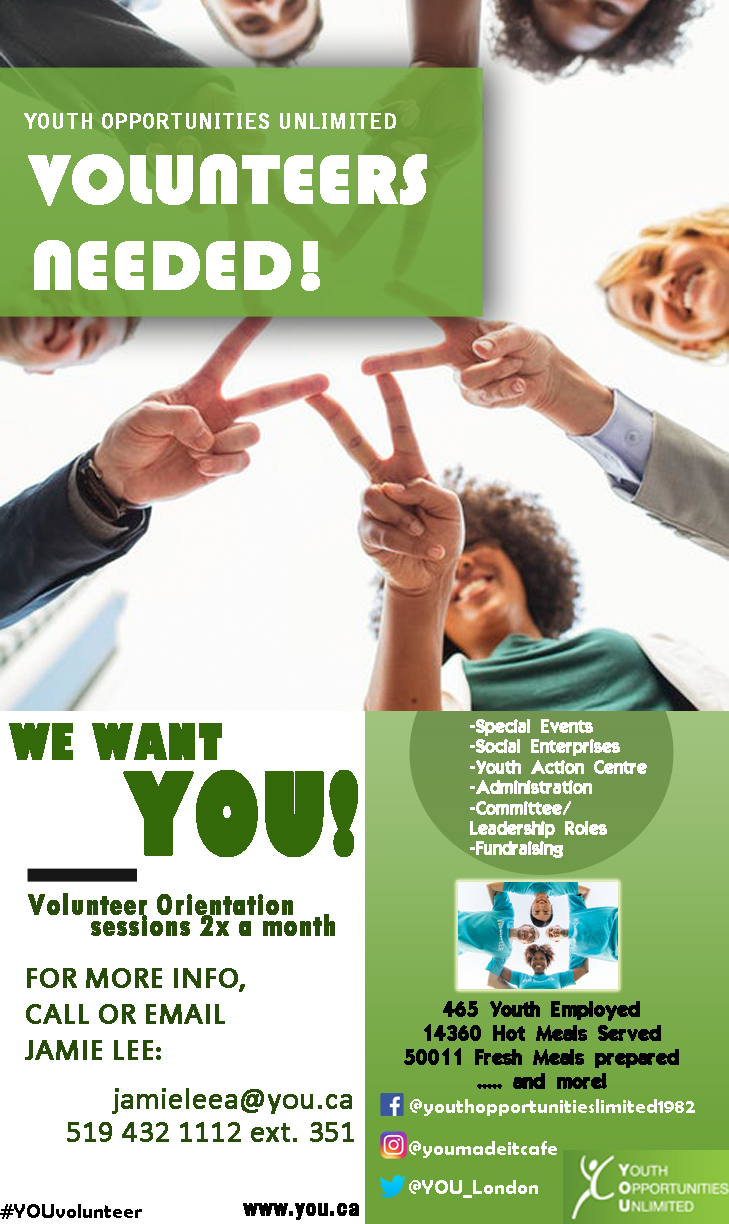 YOUTH OPPORTUNITIES UNLIMITED
VOLUNTEERS
NEEDED!
WE WANT
YOU!
Volunteer Orientation
sessions 2x a month
FOR MORE INFO,
CALL OR EMAIL
JAMIE LEE:
jamieleea@you.ca
519 432 1112 ext. 351
#YOUvolunteer
www.you.ca
-Special Events
-Social Enterprises
-Youth Action Centre
-Administration
-Committee/
Leadership Roles
-Fundraising
465 Youth Employed
14360 Hot Meals Served
50011 Fresh Meals prepared
..... and more!
@youthopportunitieslimited1982
@youmadeitcafe
@YOU_London
YOUTH
OPPORTUNITIES
UNLIMITED